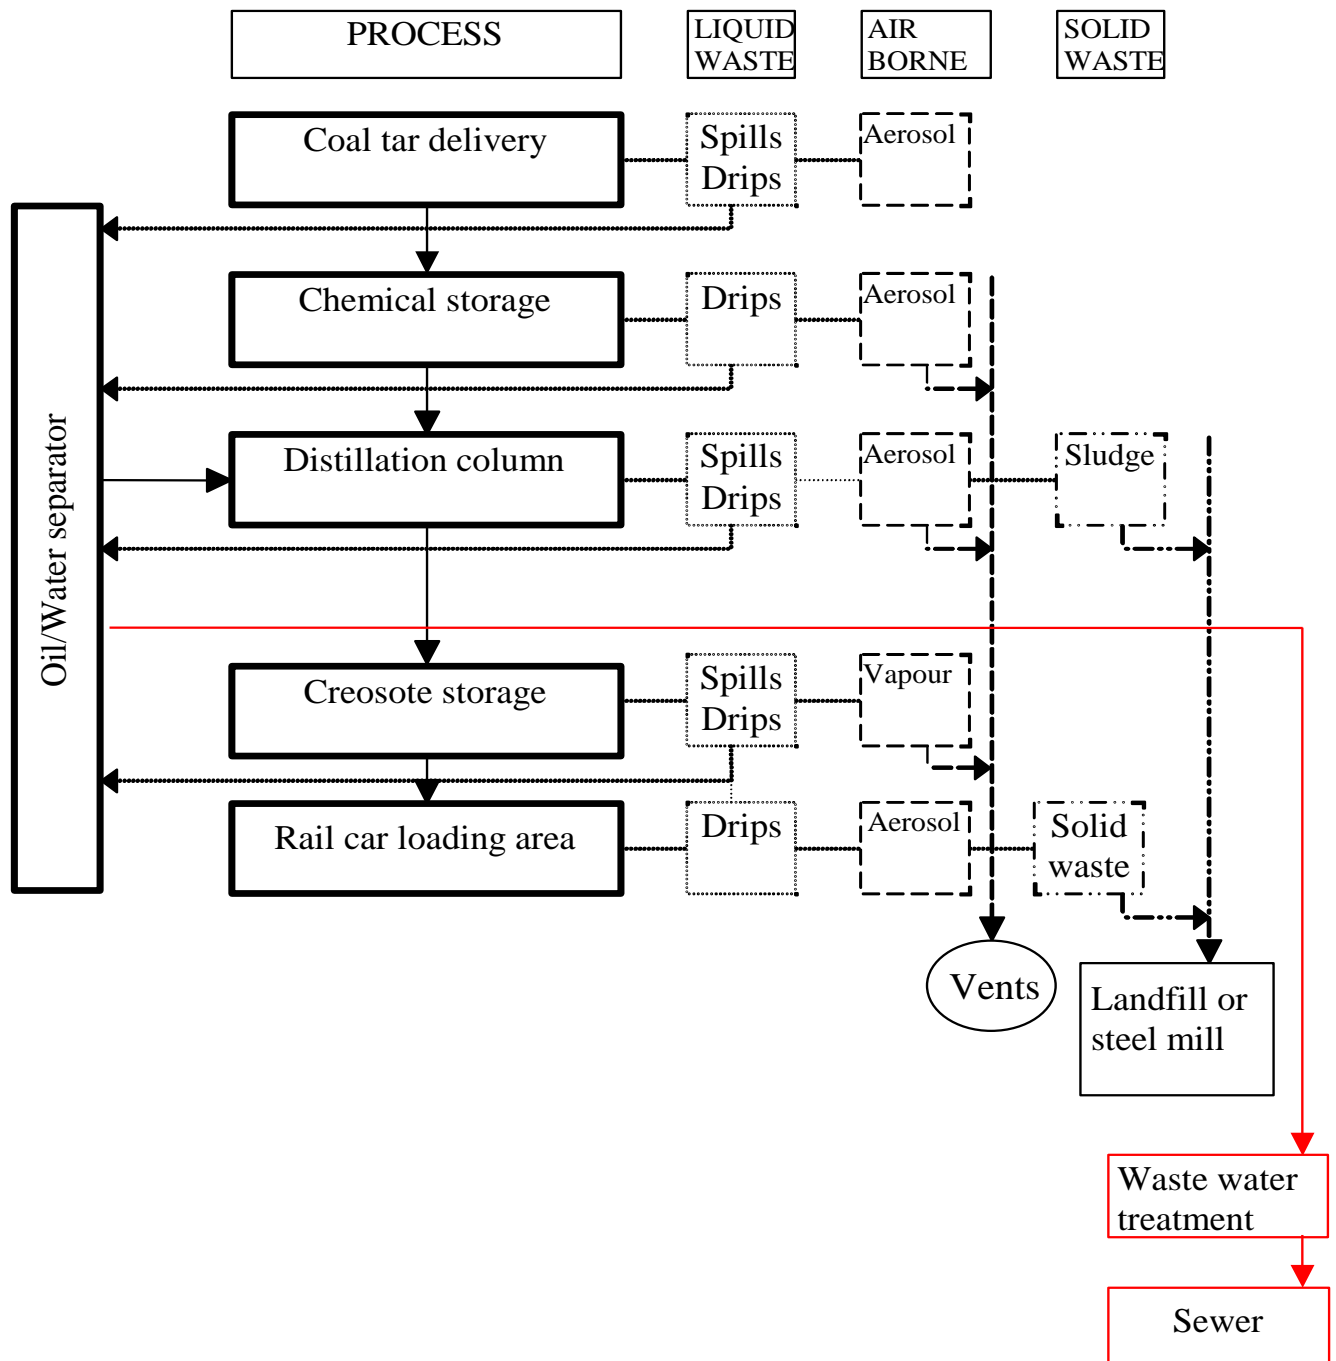 PROCESS
LIQUID
WASTE
AIR
BORNE
SOLID
WASTE
Coal tar delivery
Spills
Drips
Aerosol
Oil/Water separator
Chemical storage
Drips
Aerosol
Distillation column
Spills
Drips
Aerosol
Sludge
Creosote storage
Spills
Drips
Vapour
Rail car loading area
Drips
Aerosol
Solid
waste
Vents
Landfill or
steel mill
Waste water
treatment
Sewer